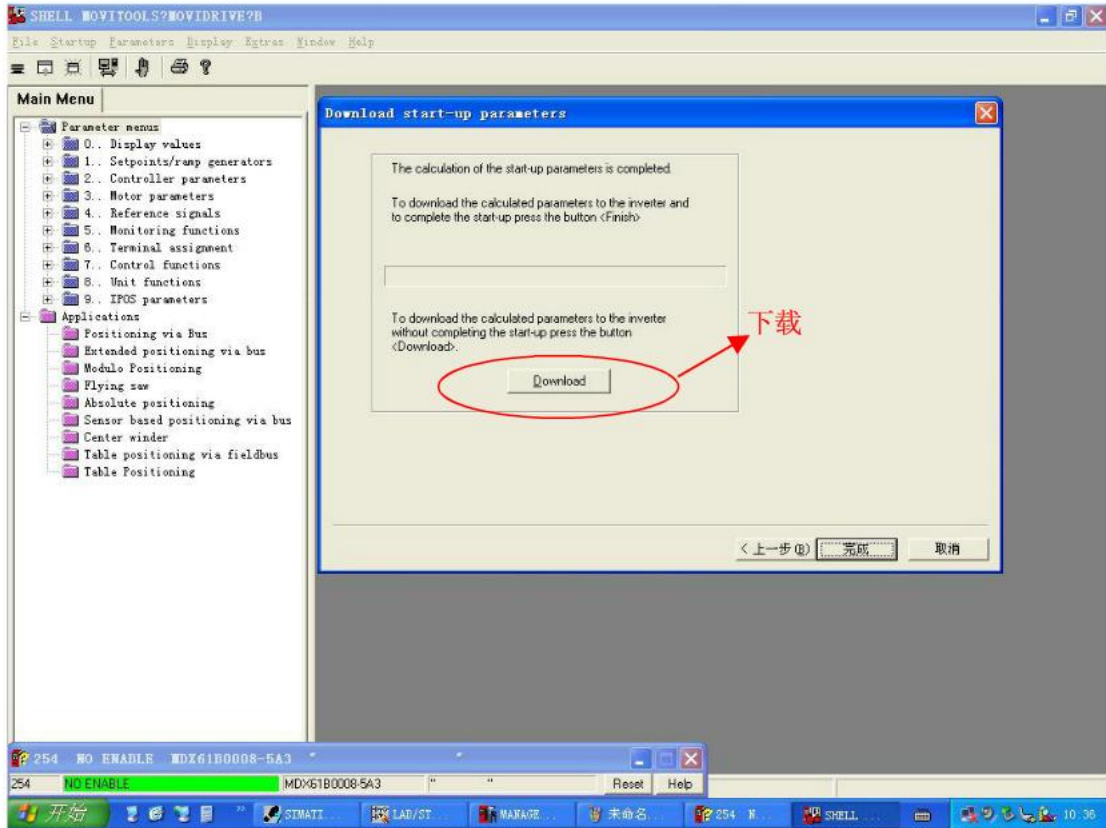 SHELL MOVITOOLS?MOVIDRIVE?B
File Startup Parameters Display Extras Window Help
Main Menu
Parameter menus
0.. Display values
1.. Setpoints/ramp generators
2.. Controller parameters
3.. Motor parameters
4.. Reference signals
5.. Monitoring functions
6.. Terminal assignment
7.. Control functions
8.. Unit functions
9.. IPOS parameters
Applications
Positioning via Bus
Extended positioning via bus
Modulo Positioning
Flying saw
Absolute positioning
Sensor based positioning via bus
Center winder
Table positioning via fieldbus
Table Positioning
Download start-up parameters
The calculation of the start-up parameters is completed.
To download the calculated parameters to the inverter and
to complete the start-up press the button <Finish>
To download the calculated parameters to the inverter
without completing the start-up press the button
<Download>.
下载
Download
< 上一步(B) 完成 取消
254 NO ENABLE MDX61B0008-5A3 " "
254 NO ENABLE MDX61B0008-5A3 " " Reset Help
开始 " SIMATI... LAD/ST... MANAGE... 未命名... 254 N... SHELL ... 10:36